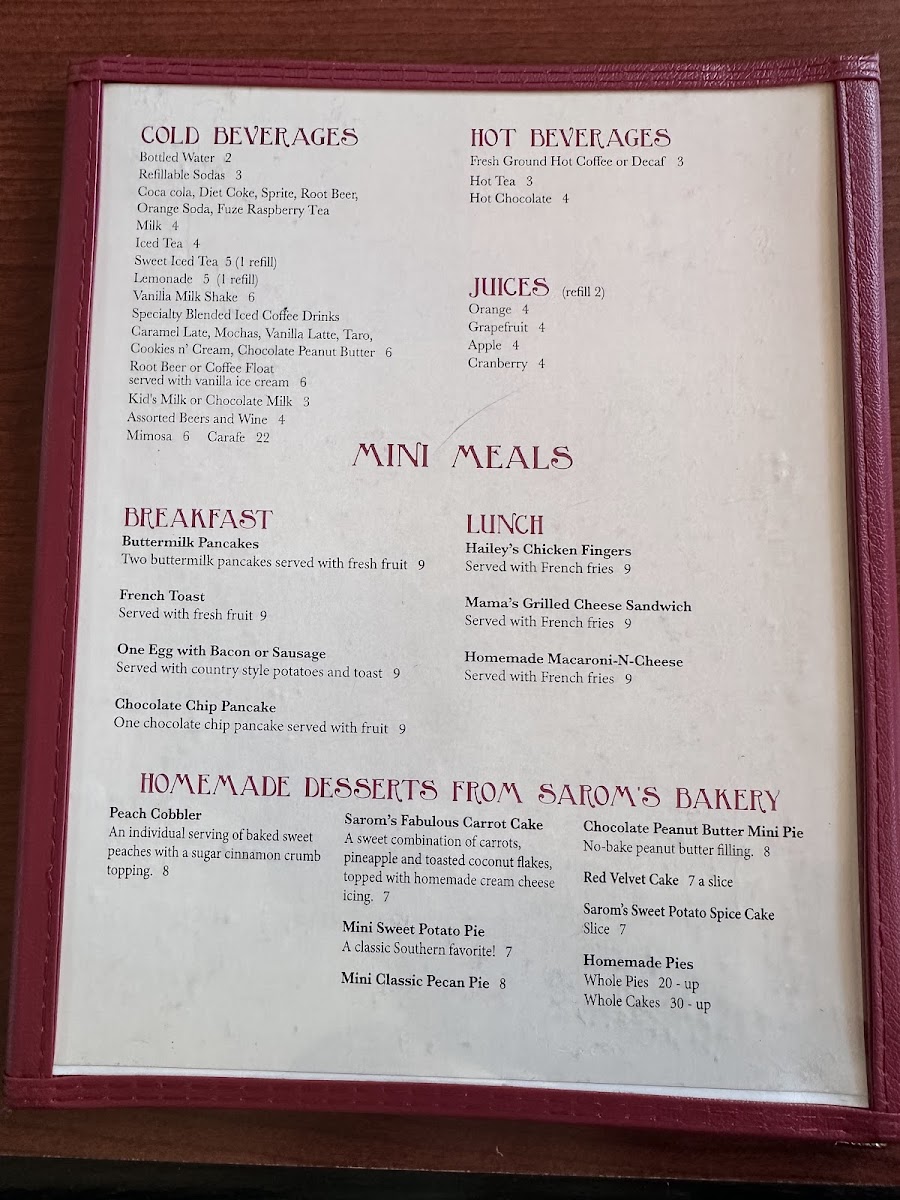 COLD BEVERAGES
Bottled Water 2
Refillable Sodas 3
Coca cola, Diet Coke, Sprite, Root Beer,
Orange Soda, Fuze Raspberry Tea
Milk 4
Iced Tea 4
Sweet Iced Tea 5 (1 refill)
Lemonade 5 (1 refill)
Vanilla Milk Shake 6
Specialty Blended Iced Coffee Drinks
Caramel Late, Mochas, Vanilla Latte, Taro,
Cookies n' Cream, Chocolate Peanut Butter 6
Root Beer or Coffee Float
served with vanilla ice cream 6
Kid's Milk or Chocolate Milk 3
Assorted Beers and Wine 4
Mimosa 6 Carafe 22
HOT BEVERAGES
Fresh Ground Hot Coffee or Decaf 3
Hot Tea 3
Hot Chocolate 4
JUICES (refill 2)
Orange 4
Grapefruit 4
Apple 4
Cranberry 4
MINI MEALS
BREAKFAST
Buttermilk Pancakes
Two buttermilk pancakes served with fresh fruit 9
French Toast
Served with fresh fruit 9
One Egg with Bacon or Sausage
Served with country style potatoes and toast 9
Chocolate Chip Pancake
One chocolate chip pancake served with fruit 9
LUNCH
Hailey's Chicken Fingers
Served with French fries 9
Mama's Grilled Cheese Sandwich
Served with French fries 9
Homemade Macaroni-N-Cheese
Served with French fries 9
HOMEMADE DESSERTS FROM SAROM'S BAKERY
Peach Cobbler
An individual serving of baked sweet
peaches with a sugar cinnamon crumb
topping. 8
Sarom's Fabulous Carrot Cake
A sweet combination of carrots,
pineapple and toasted coconut flakes,
topped with homemade cream cheese
icing. 7
Mini Sweet Potato Pie
A classic Southern favorite! 7
Mini Classic Pecan Pie 8
Chocolate Peanut Butter Mini Pie
No-bake peanut butter filling. 8
Red Velvet Cake 7 a slice
Sarom's Sweet Potato Spice Cake
Slice 7
Homemade Pies
Whole Pies 20 - up
Whole Cakes 30 - up